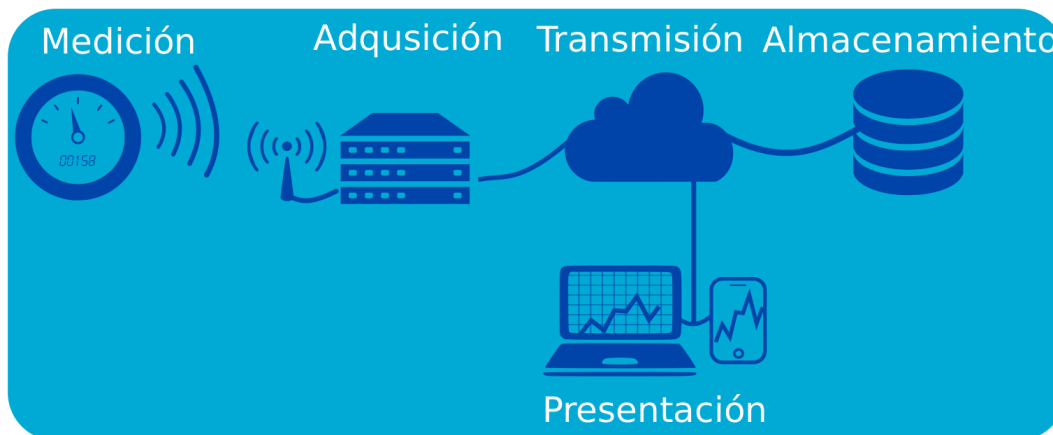 Medición
Adqusición
Transmisión
Almacenamiento
00158
Presentación